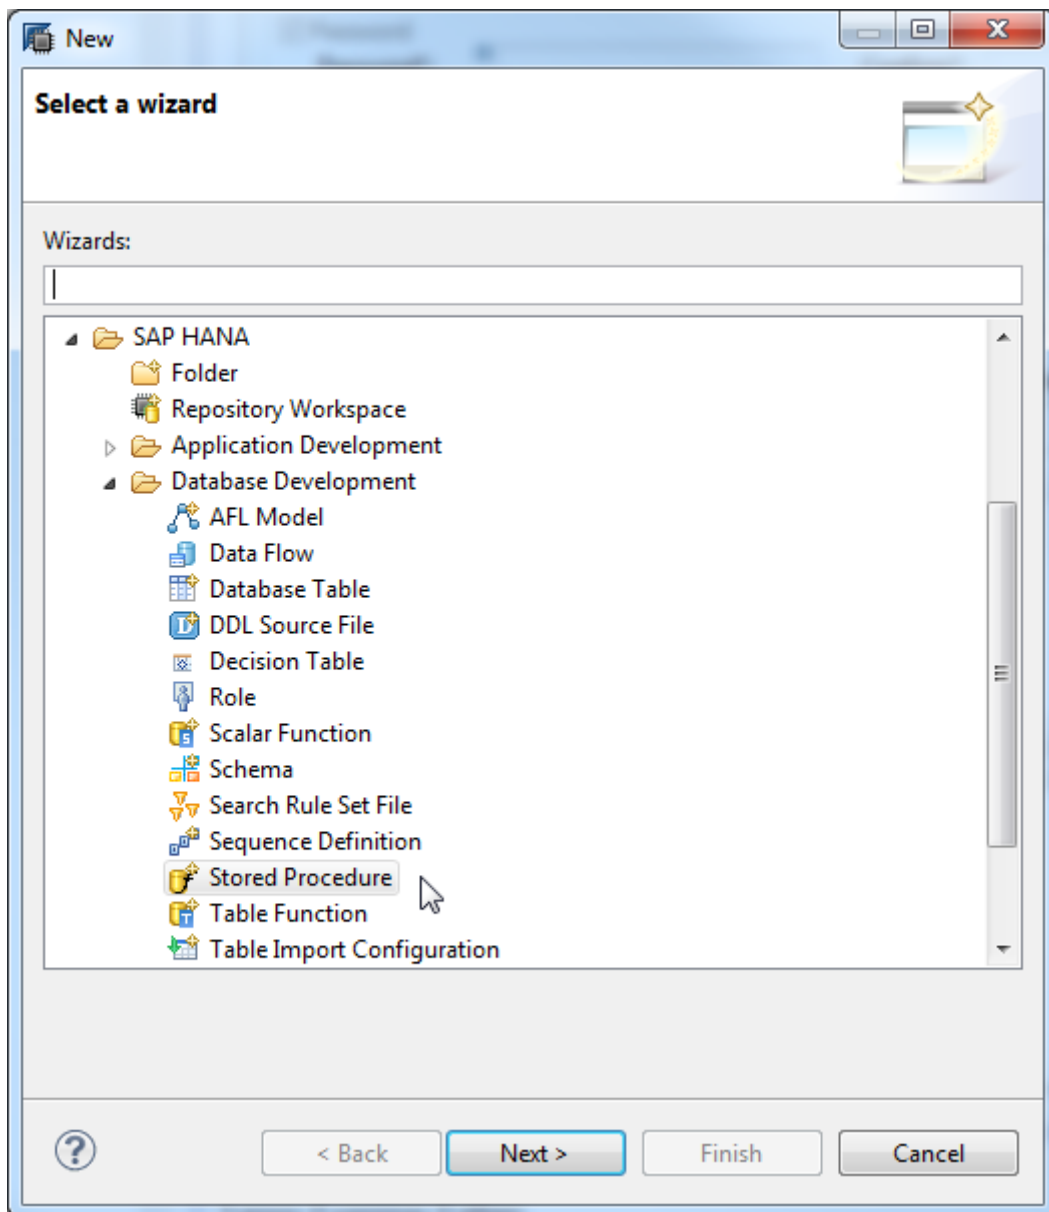 New
Select a wizard
Wizards:
SAP HANA
Folder
Repository Workspace
Application Development
Database Development
AFL Model
Data Flow
Database Table
DDL Source File
Decision Table
Role
Scalar Function
Schema
Search Rule Set File
Sequence Definition
Stored Procedure
Table Function
Table Import Configuration
< Back Next > Finish Cancel